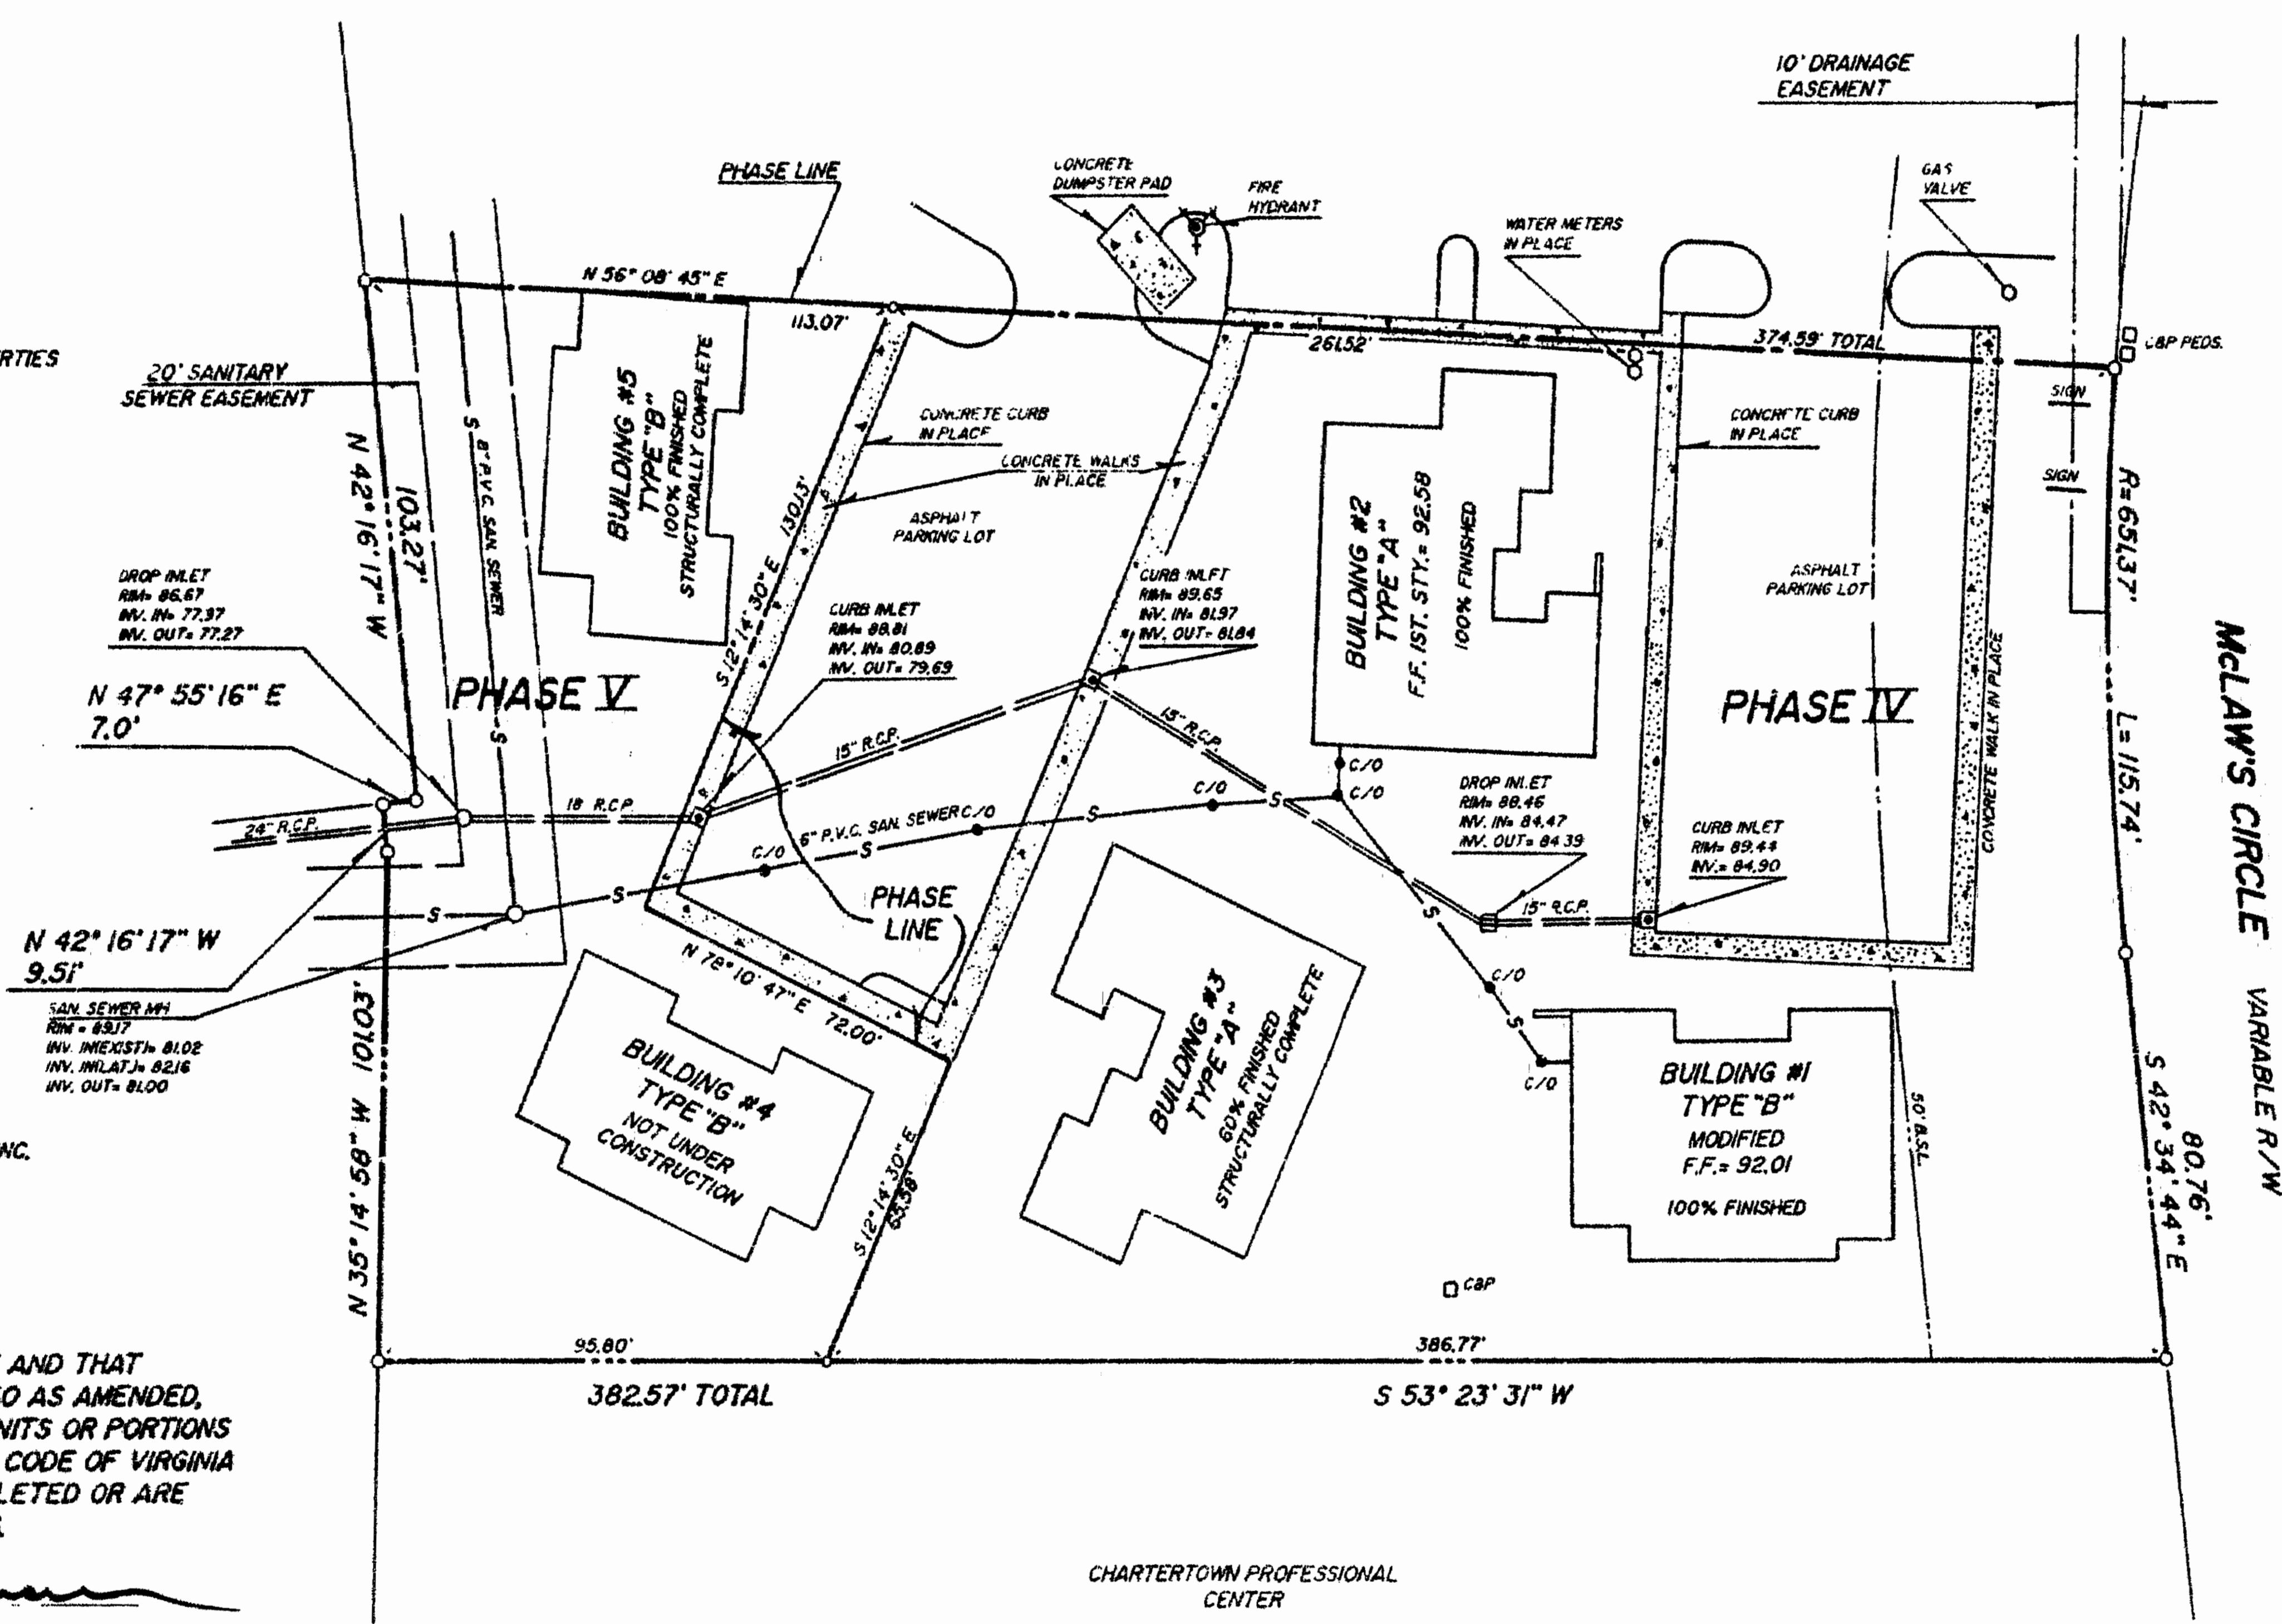 10' DRAINAGE
EASEMENT
PHASE LINE
CONCRETE
DUMPSTER PAD
FIRE
HYDRANT
GAS
VALVE
WATER METERS
IN PLACE
N 56° 08' 45" E
113.07'
261.52'
374.59' TOTAL
C&P PEDS.
SIGN
SIGN
ERTIES
20' SANITARY
SEWER EASEMENT
N 42° 16' 17" W
103.27'
S 8" P.V.C. SAN. SEWER
S
BUILDING #5
TYPE "B"
100% FINISHED
STRUCTURALLY COMPLETE
CONCRETE CURB
IN PLACE
CONCRETE WALKS
IN PLACE
ASPHALT
PARKING LOT
S 12° 14' 30" E 130.13'
BUILDING #2
TYPE "A"
F.F. 1ST. STY. = 92.58
100% FINISHED
CONCRETE CURB
IN PLACE
ASPHALT
PARKING LOT
CONCRETE WALK IN PLACE
R=651.37'
L=115.74'
McLAW'S CIRCLE VARIABLE R/W
DROP INLET
RIM= 86.67
INV. IN= 77.97
INV. OUT= 77.27
CURB INLET
RIM= 88.81
INV. IN= 80.89
INV. OUT= 79.69
CURB INLET
RIM= 89.65
INV. IN= 81.97
INV. OUT= 81.84
N 47° 55' 16" E
7.0'
PHASE V
PHASE IV
24" R.C.P.
18" R.C.P.
15" R.C.P.
15" R.C.P.
C/O
C/O
C/O
C/O
C/O
6" P.V.C. SAN. SEWER
S
S
S
S
S
DROP INLET
RIM= 88.46
INV. IN= 84.47
INV. OUT= 84.39
CURB INLET
RIM= 89.44
INV.= 84.90
15" R.C.P.
S
C/O
S
C/O
PHASE
LINE
N 42° 16' 17" W
9.51'
SAN. SEWER MH
RIM = 89.17
INV. IN(EXIST.)= 81.02
INV. IN(LAT.)= 82.16
INV. OUT= 81.00
N 35° 14' 58" W 101.03'
N 78° 10' 47" E 72.00'
BUILDING #4
TYPE "B"
NOT UNDER
CONSTRUCTION
S 12° 14' 30" E
65.58'
BUILDING #3
TYPE "A"
60% FINISHED
STRUCTURALLY COMPLETE
BUILDING #1
TYPE "B"
MODIFIED
F.F.= 92.01
100% FINISHED
50' B.S.L.
80.76'
S 42° 34' 44" E
C&P
NC.
95.80'
386.77'
382.57' TOTAL
S 53° 23' 31" W
AND THAT
O AS AMENDED,
NITS OR PORTIONS
CODE OF VIRGINIA
LETED OR ARE
CHARTERTOWN PROFESSIONAL
CENTER